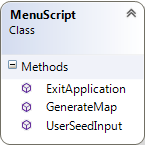 MenuScript
Class
Methods
ExitApplication
GenerateMap
UserSeedInput